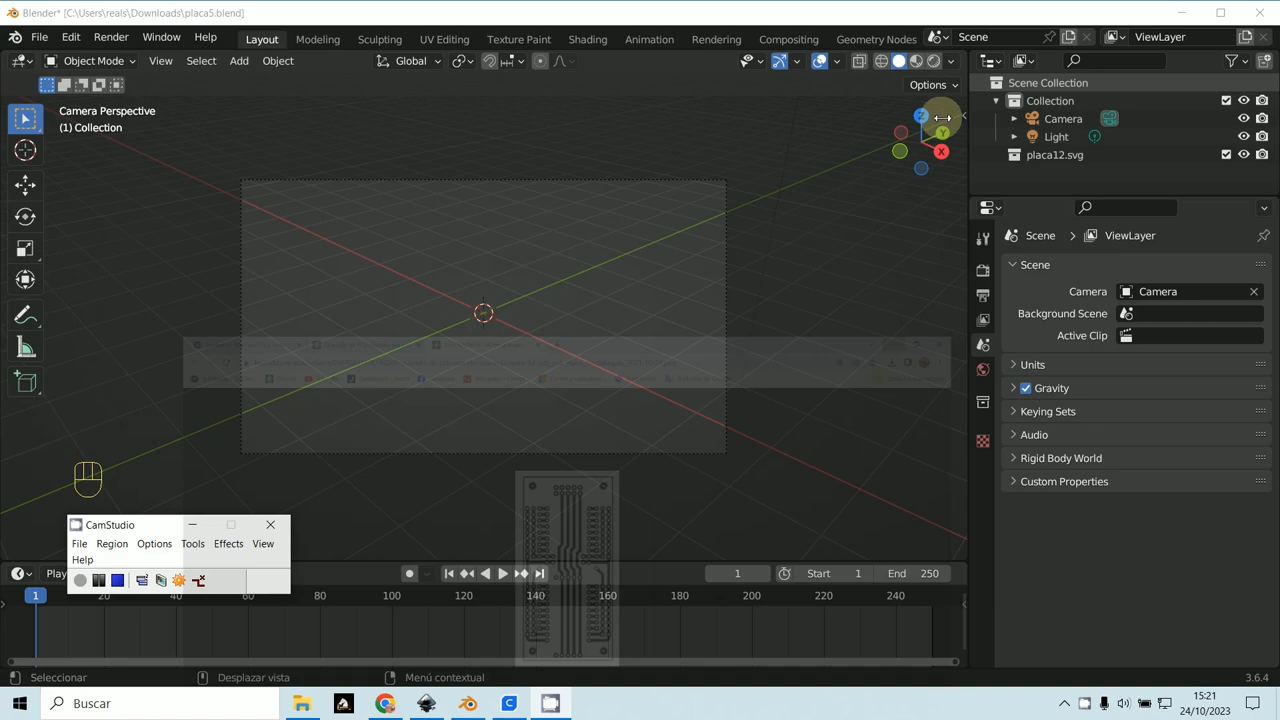 Blender* [C:\Users\reals\Downloads\placa5.blend]
File Edit Render Window Help
Layout Modeling Sculpting UV Editing Texture Paint Shading Animation Rendering Compositing Geometry Nodes
Scene
ViewLayer
Object Mode View Select Add Object
Global
Options
Camera Perspective
(1) Collection
Z
Y
X
Scene Collection
Collection
Camera
Light
placa12.svg
Scene > ViewLayer
Scene
Camera Camera
Background Scene
Active Clip
Units
Gravity
Keying Sets
Audio
Rigid Body World
Custom Properties
CamStudio
File Region Options Tools Effects View
Help
Play
1 Start 1 End 250
1 20 40 60 80 100 120 140 160 180 200 220 240
Seleccionar Desplazar vista Menú contextual 3.6.4
Buscar
15:21
24/10/2023